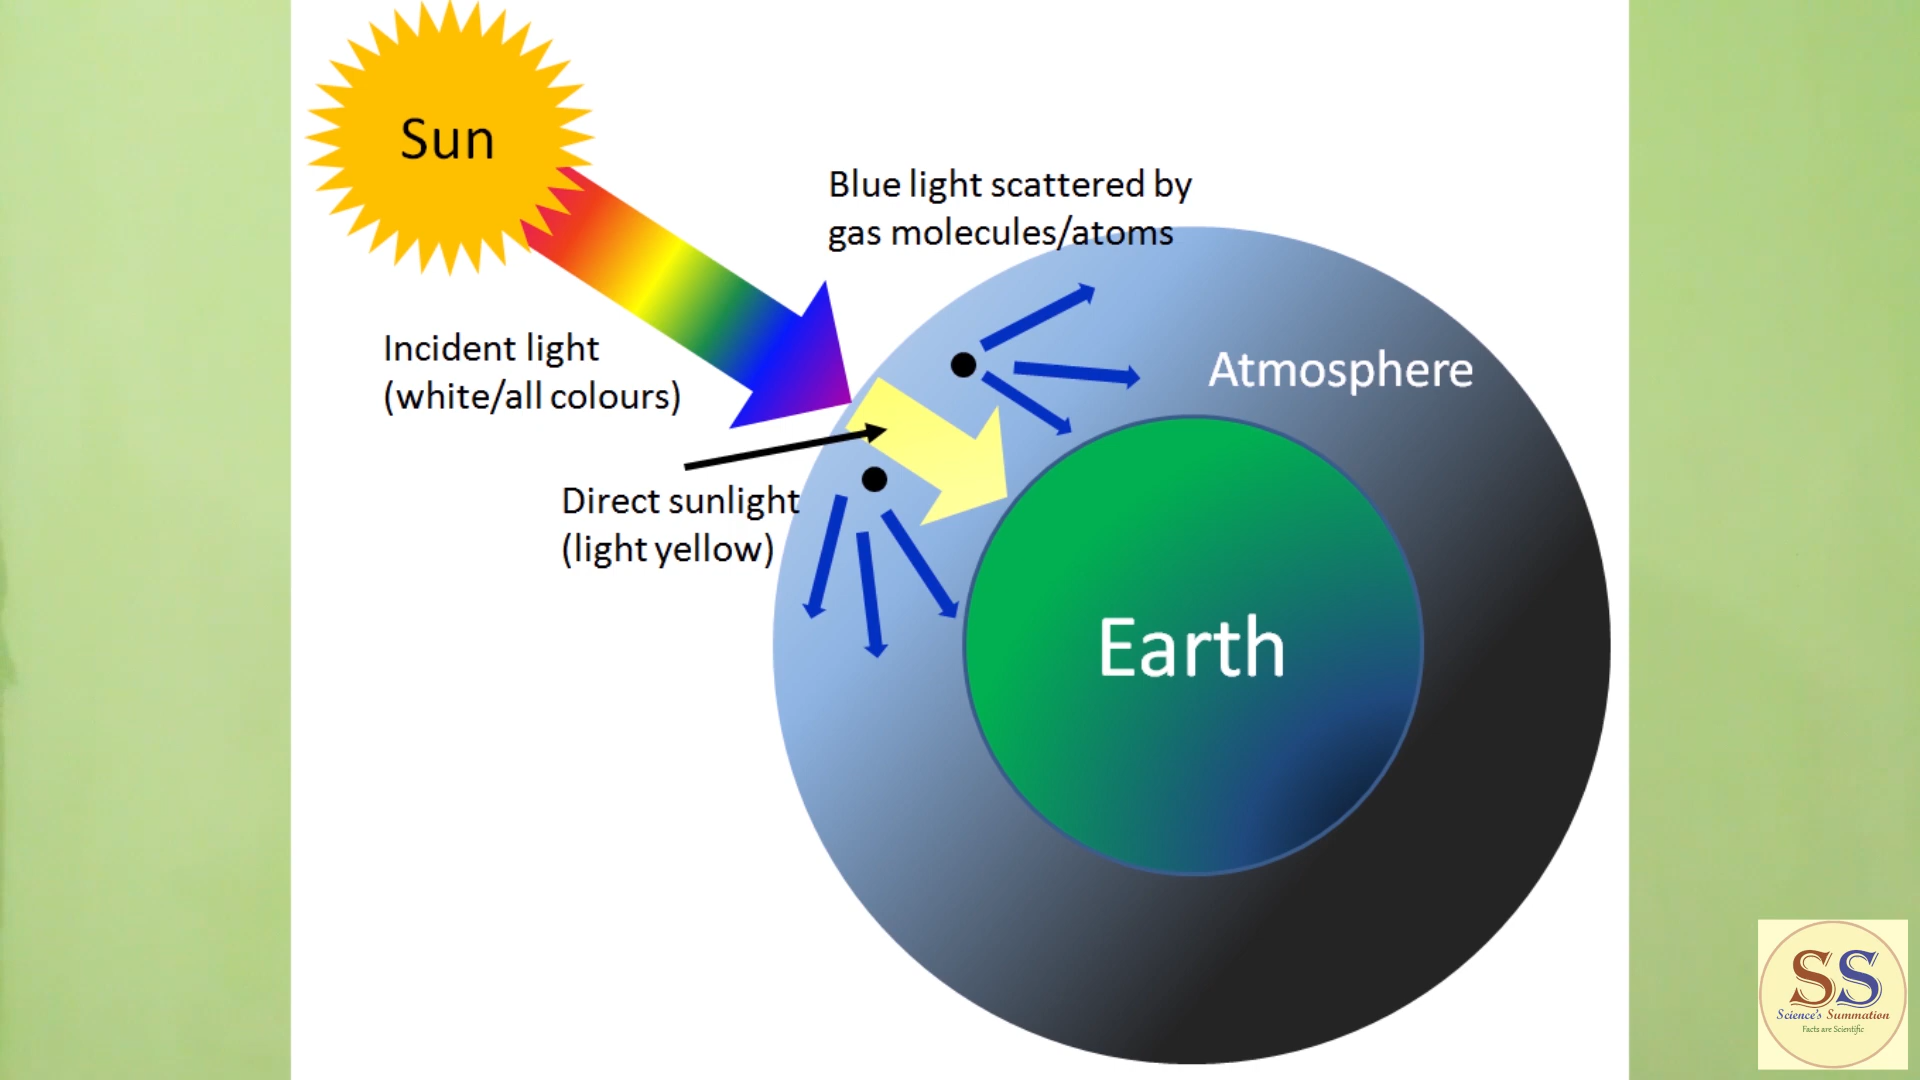 Sun
Blue light scattered by
gas molecules/atoms
Incident light
(white/all colours)
Atmosphere
Direct sunlight
(light yellow)
Earth
SS
Science's Summation
Facts are Scientific